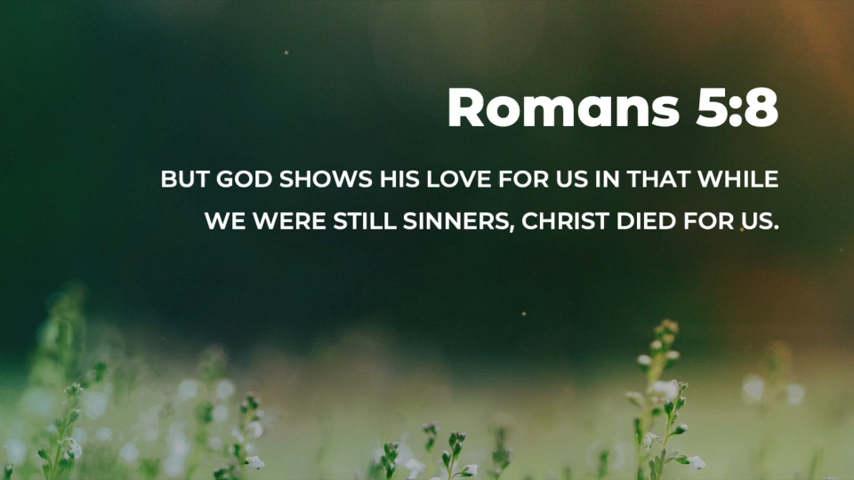 Romans 5:8
BUT GOD SHOWS HIS LOVE FOR US IN THAT WHILE
WE WERE STILL SINNERS, CHRIST DIED FOR US.